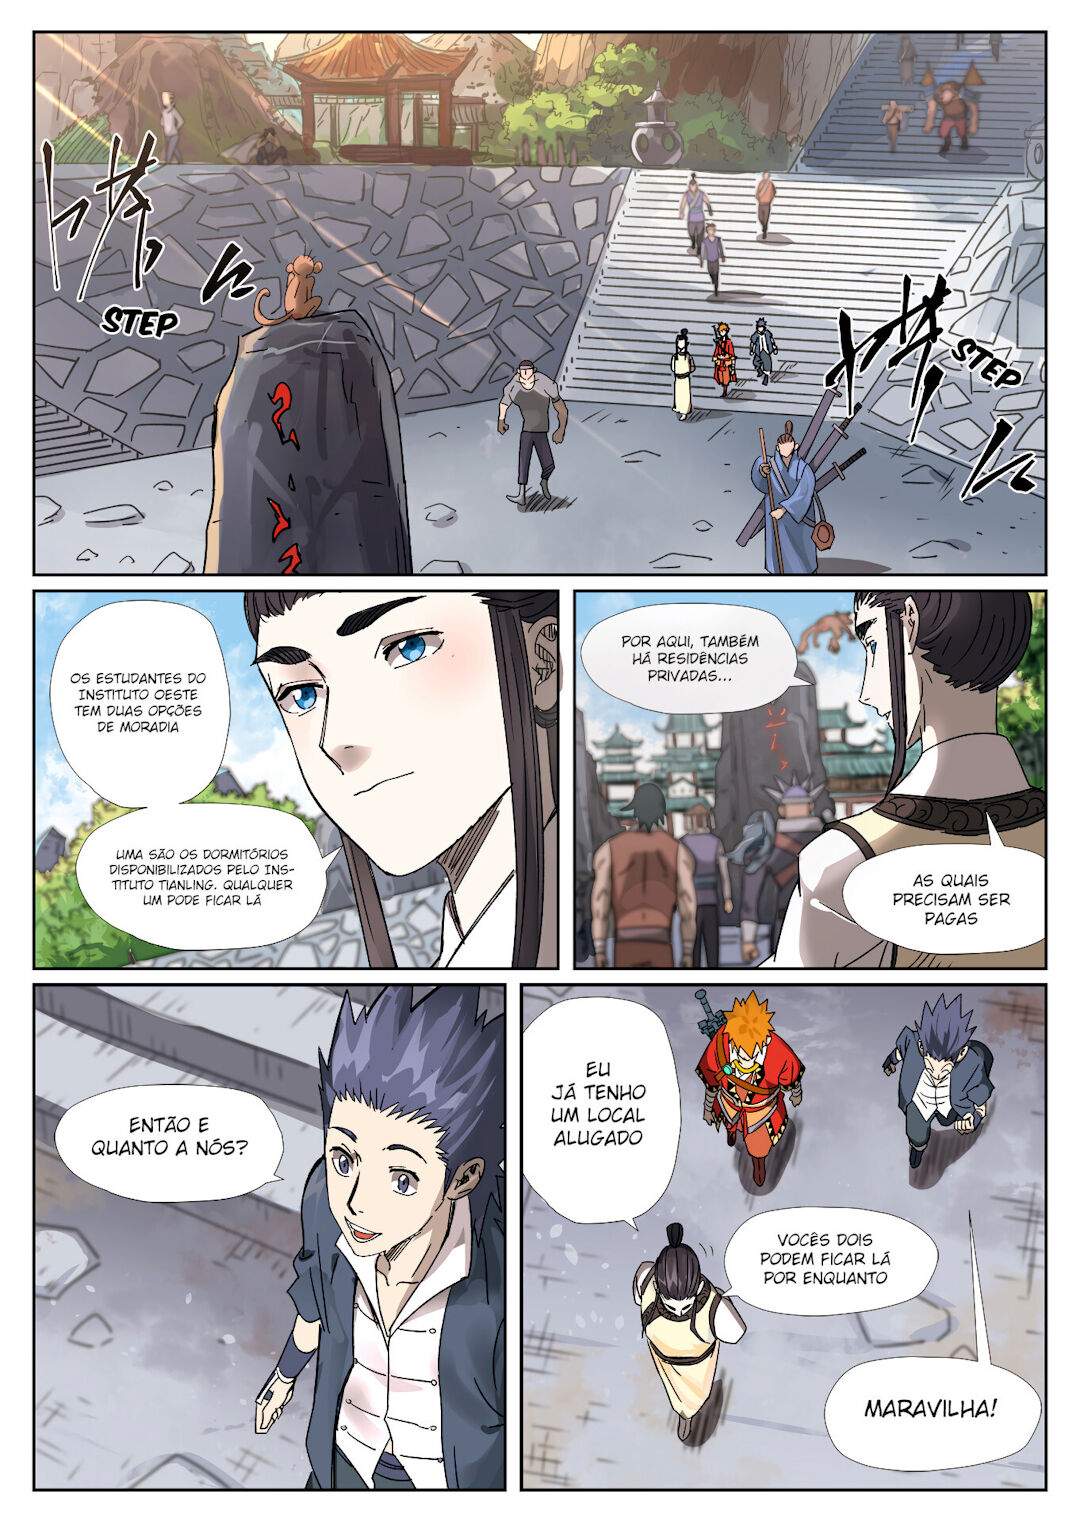 STEP
STEP
OS ESTUDANTES DO
INSTITUTO OESTE
TEM DUAS OPÇÕES
DE MORADIA
UMA SÃO OS DORMITÓRIOS
DISPONIBILIZADOS PELO INS-
TITUTO TIANLING. QUALQUER
UM PODE FICAR LÁ
POR AQUI, TAMBÉM
HÁ RESIDÊNCIAS
PRIVADAS...
AS QUAIS
PRECISAM SER
PAGAS
ENTÃO E
QUANTO A NÓS?
EU
JÁ TENHO
UM LOCAL
ALUGADO
VOCÊS DOIS
PODEM FICAR LÁ
POR ENQUANTO
MARAVILHA!